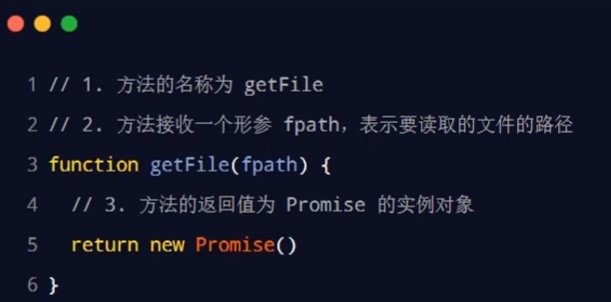 1 // 1. 方法的名称为 getFile
2 // 2. 方法接收一个形参 fpath，表示要读取的文件的路径
3 function getFile(fpath) {
4   // 3. 方法的返回值为 Promise 的实例对象
5   return new Promise()
6 }